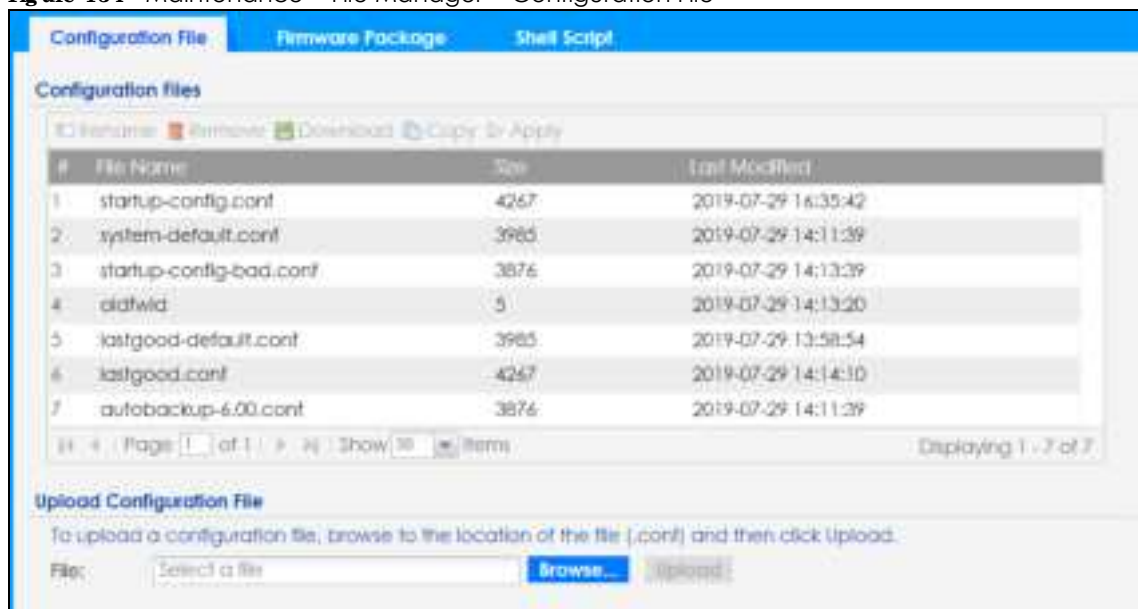 Maintenance File Manager Configuration File
Configuration File Firmware Package Shell Script
Configuration Files
Rename Remove Download Copy Apply
# File Name Size Last Modified
1 startup-config.conf 4267 2019-07-29 16:35:42
2 system-default.conf 3985 2019-07-29 14:11:39
3 startup-config-bad.conf 3876 2019-07-29 14:13:39
4 oldfwid 5 2019-07-29 14:13:20
5 lastgood-default.conf 3985 2019-07-29 13:58:54
6 lastgood.conf 4267 2019-07-29 14:14:10
7 autobackup-6.00.conf 3876 2019-07-29 14:11:39
Page 1 of 1 Show items Displaying 1 - 7 of 7
Upload Configuration File
To upload a configuration file, browse to the location of the file (.conf) and then click Upload.
File: Select a file Browse... Upload